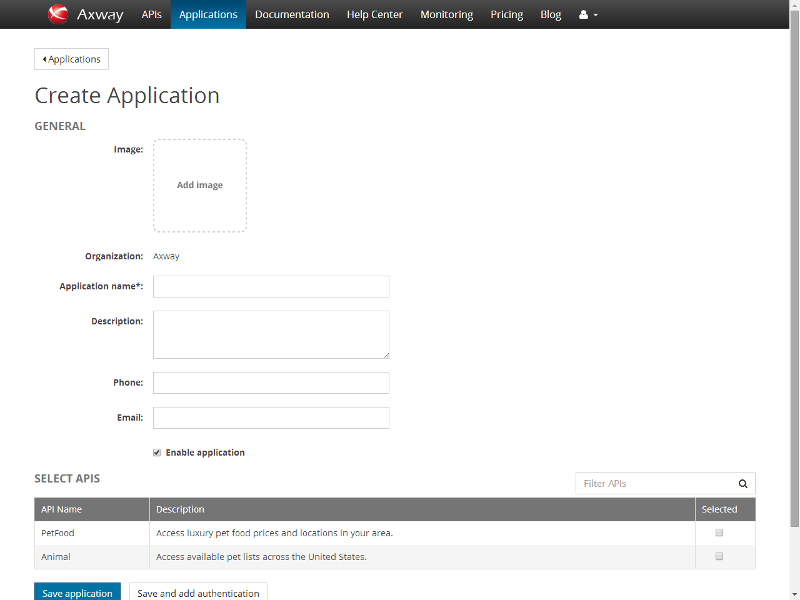 Axway APIs Applications Documentation Help Center Monitoring Pricing Blog
Applications
Create Application
GENERAL
Image:
Add image
Organization: Axway
Application name*:
Description:
Phone:
Email:
Enable application
SELECT APIS
Filter APIs
API Name Description Selected
PetFood Access luxury pet food prices and locations in your area.
Animal Access available pet lists across the United States.
Save application Save and add authentication